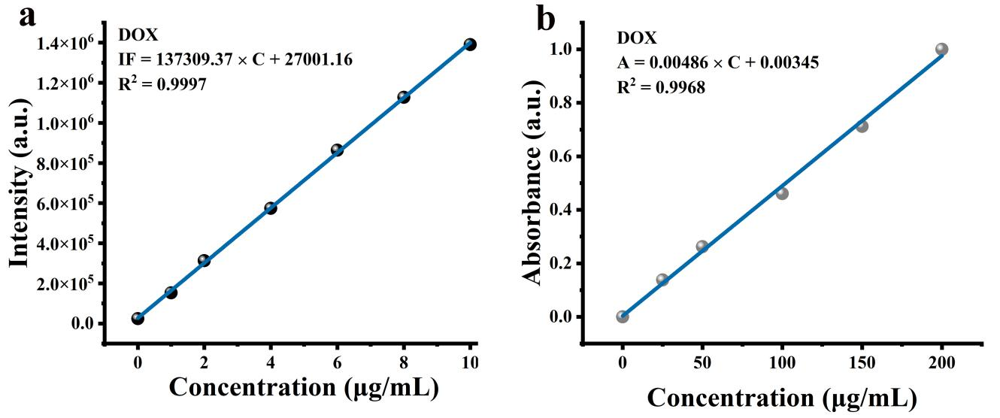 a
DOX
IF = 137309.37 × C + 27001.16
R² = 0.9997
Intensity (a.u.)
1.4×10⁶
1.2×10⁶
1.0×10⁶
8.0×10⁵
6.0×10⁵
4.0×10⁵
2.0×10⁵
0.0
0 2 4 6 8 10
Concentration (μg/mL)
b
DOX
A = 0.00486 × C + 0.00345
R² = 0.9968
Absorbance (a.u.)
1.0
0.8
0.6
0.4
0.2
0.0
0 50 100 150 200
Concentration (μg/mL)